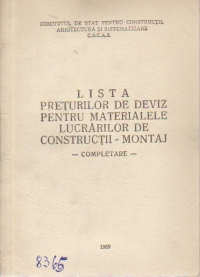 COMITETUL DE STAT PENTRU CONSTRUCȚII,
ARHITECTURĂ ȘI SISTEMATIZARE
C.S.C.A.S.
LISTA
PREȚURILOR DE DEVIZ
PENTRU MATERIALELE
LUCRĂRILOR DE
CONSTRUCȚII - MONTAJ
— COMPLETARE —
8365
1969